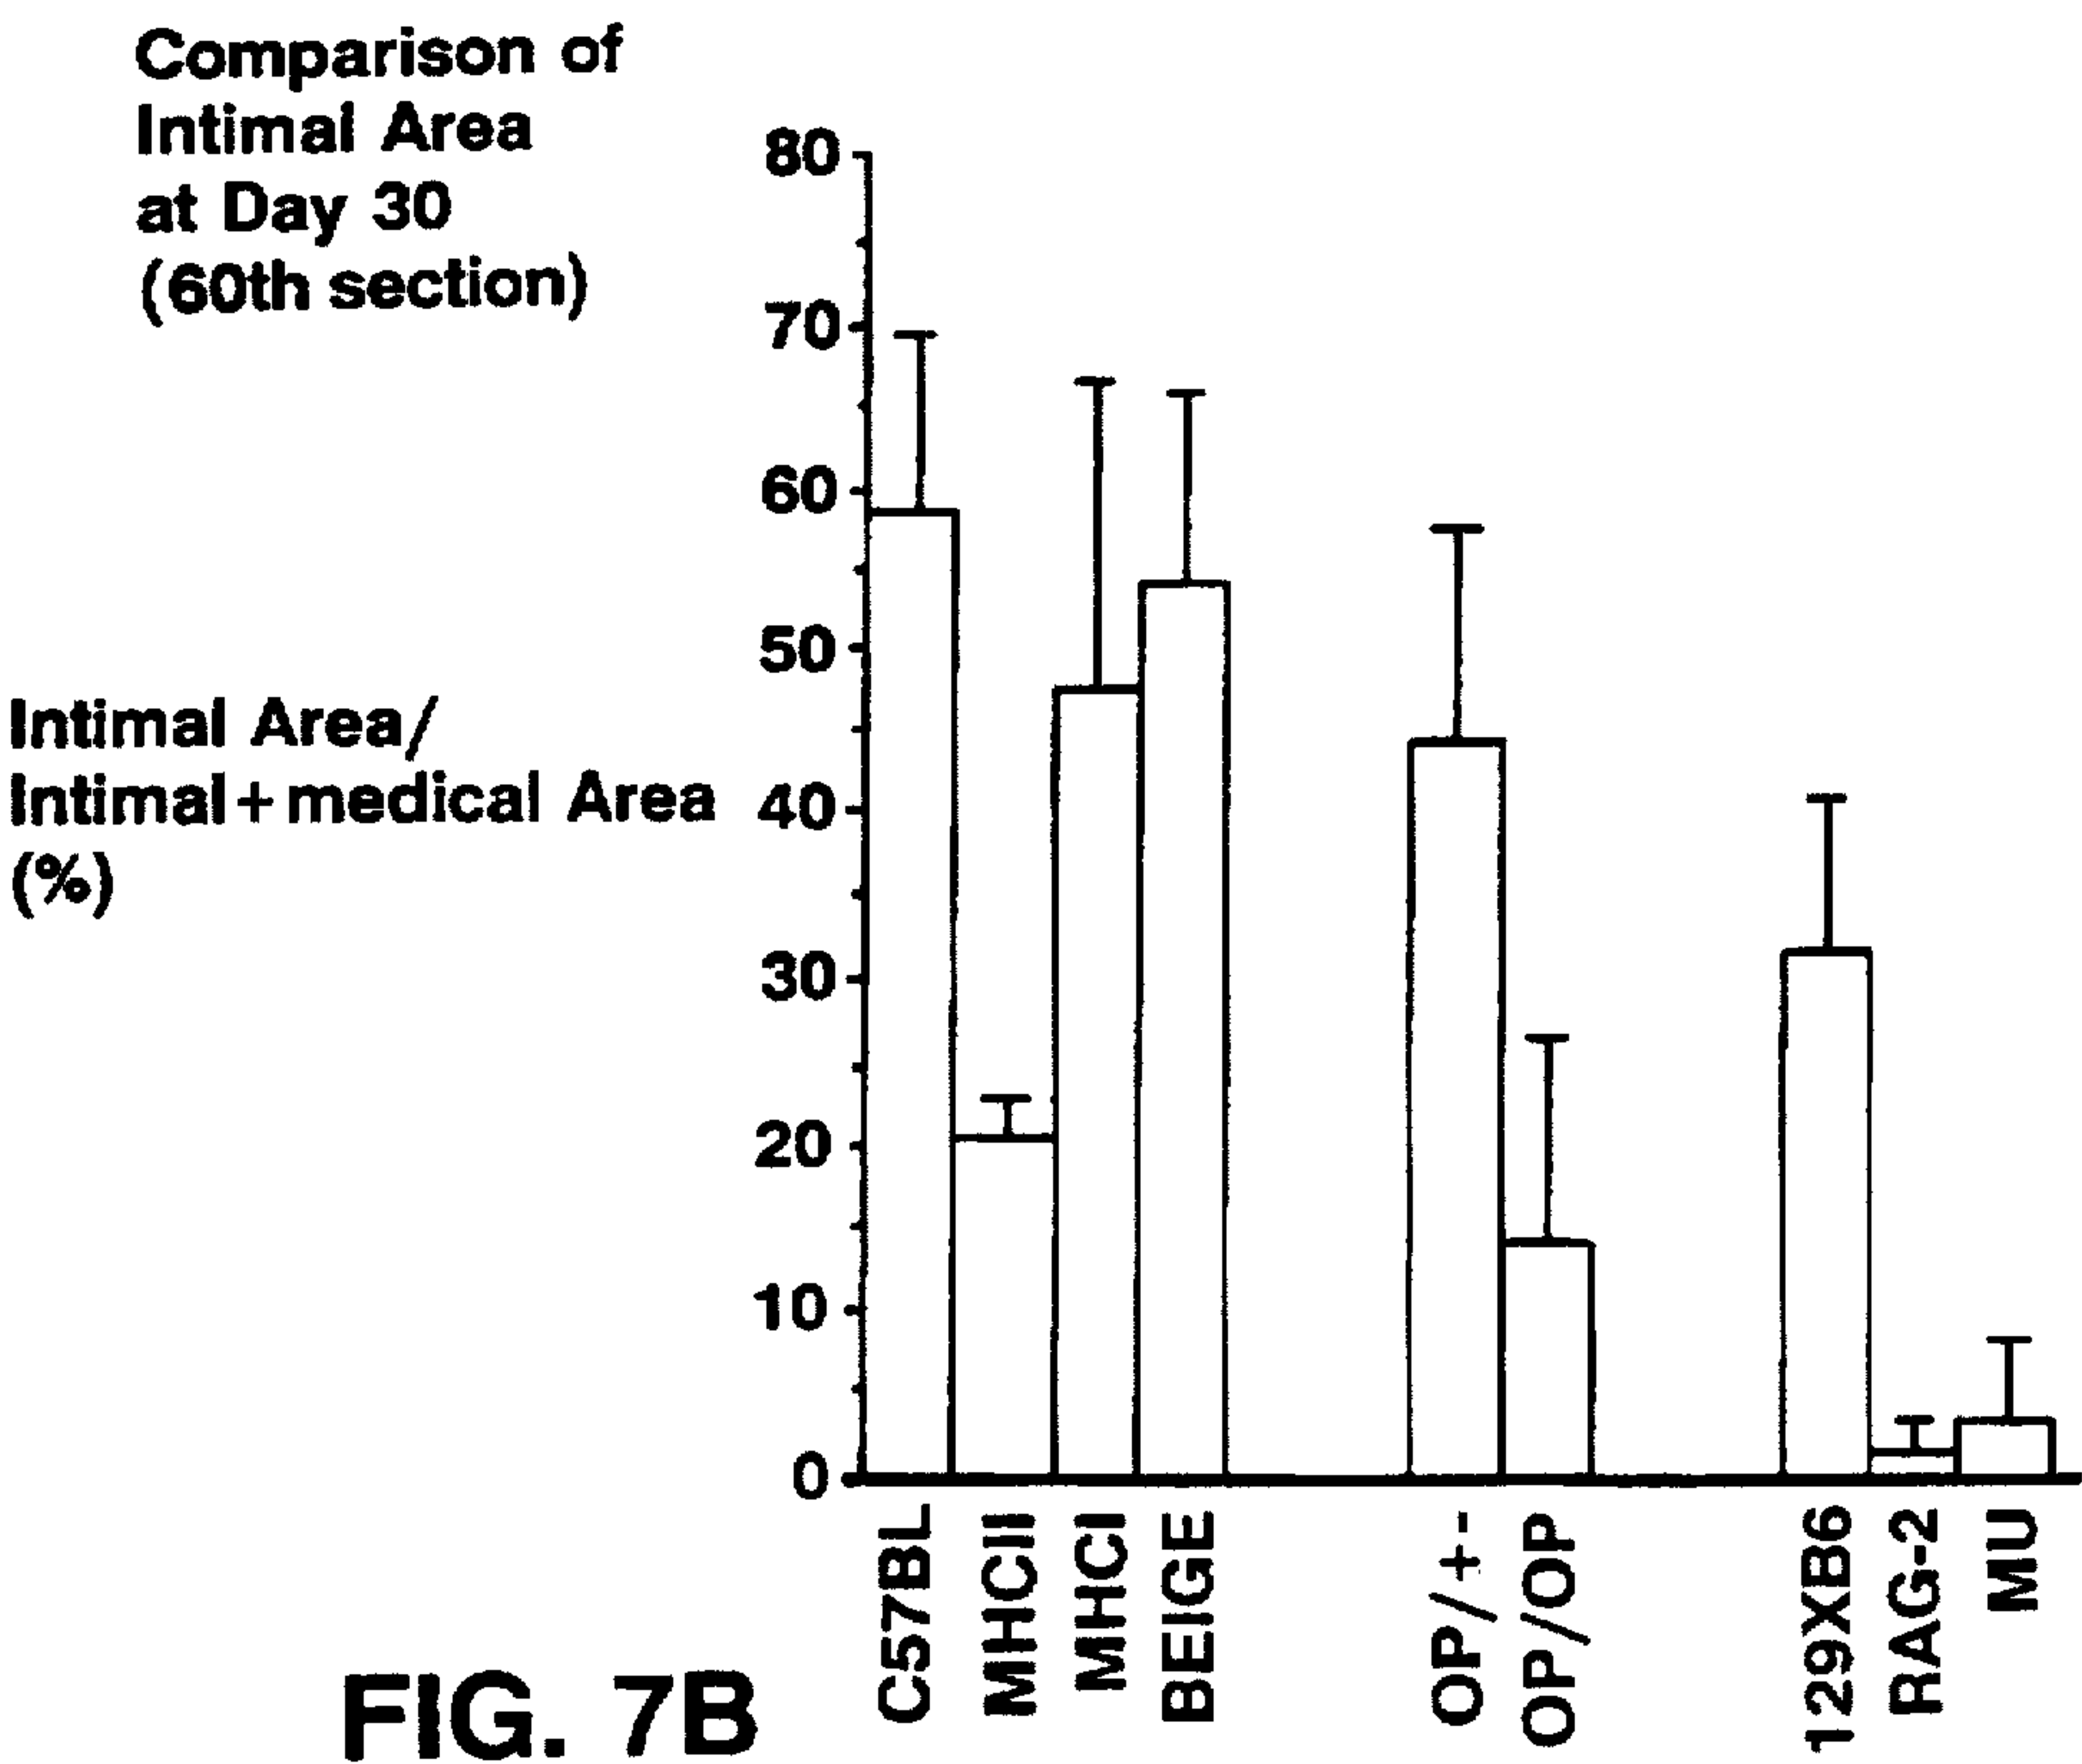 Comparison of
Intimal Area
at Day 30
(60th section)
80
70
60
50
40
30
20
10
0
Intimal Area/
Intimal+medical Area
(%)
C57BL
MHCII
MHCI
BEIGE
OP/+-
OP/OP
129XB6
RAG-2
MU
FIG. 7B